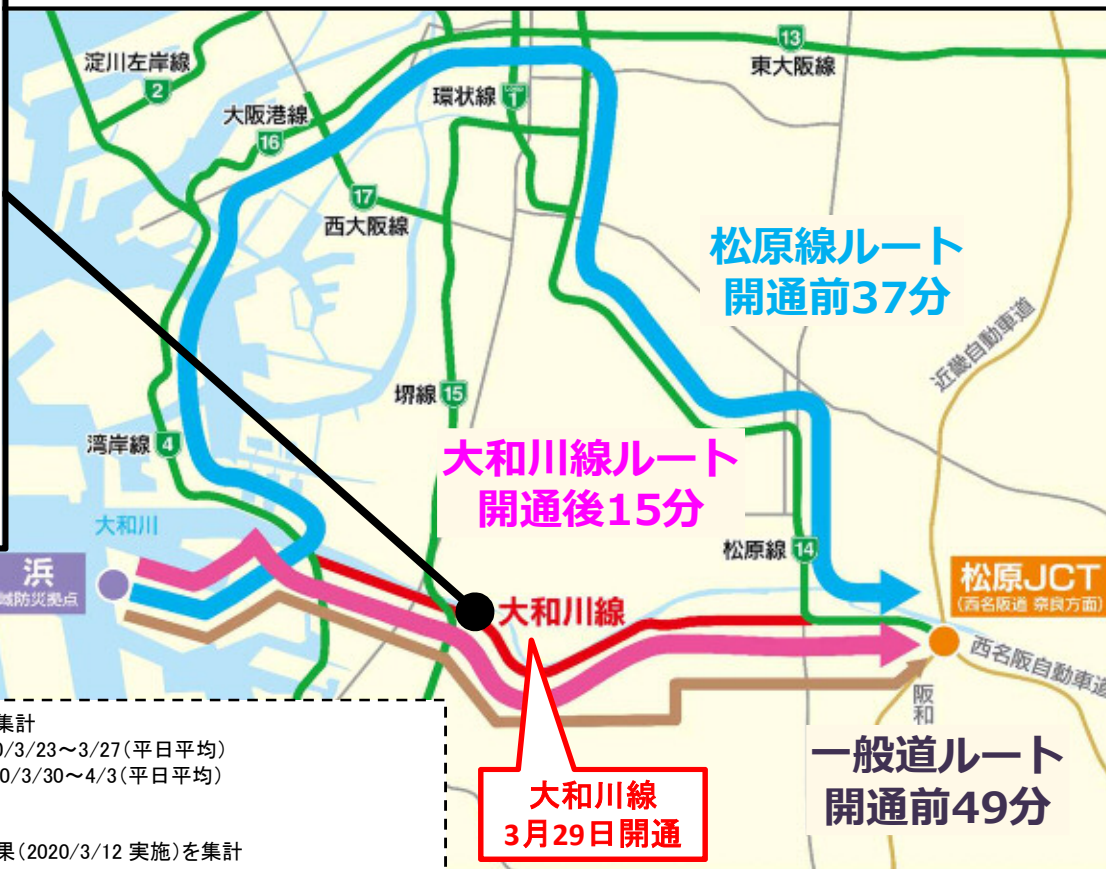 13
東大阪線
淀川左岸線
2
環状線
LOOP
1
大阪港線
16
17
西大阪線
松原線ルート
開通前37分
近畿自動車道
堺線 15
湾岸線 4
大和川線ルート
開通後15分
大和川
松原線 14
浜
域防災拠点
松原JCT
(西名阪道 奈良方面)
大和川線
西名阪自動車道
阪和
集計
0/3/23～3/27(平日平均)
0/3/30～4/3(平日平均)
一般道ルート
開通前49分
大和川線
3月29日開通
果(2020/3/12 実施)を集計